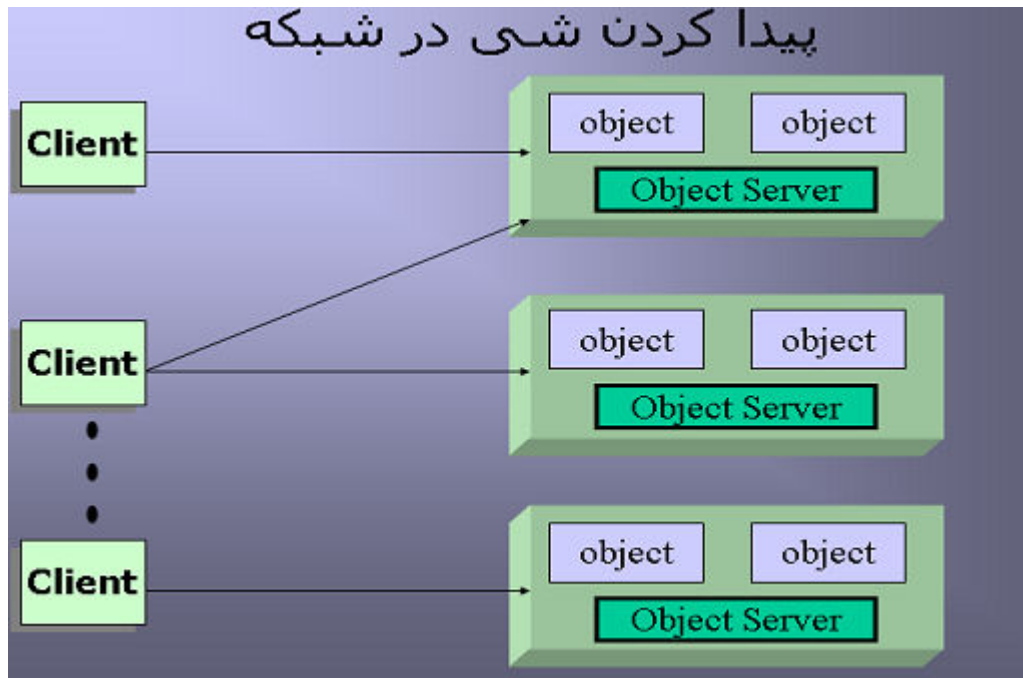 پیدا کردن شی در شبکه
Client
object object
Object Server
Client
object object
Object Server
Client
object object
Object Server